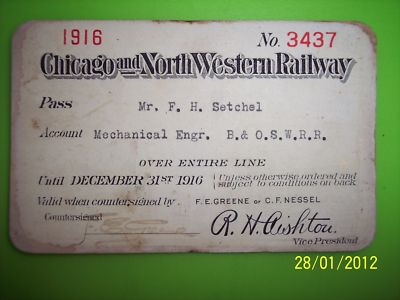 1916 No. 3437
Chicago and North Western Railway
Pass Mr. F. H. Setchel
Account Mechanical Engr. B.& O.S.W.R.R.
OVER ENTIRE LINE
Until DECEMBER 31ST 1916 (Unless otherwise ordered and
subject to conditions on back
Valid when countersigned by F.E. GREENE or C.F. NESSEL
Countersigned
R. H. Aishton
Vice President
28/01/2012